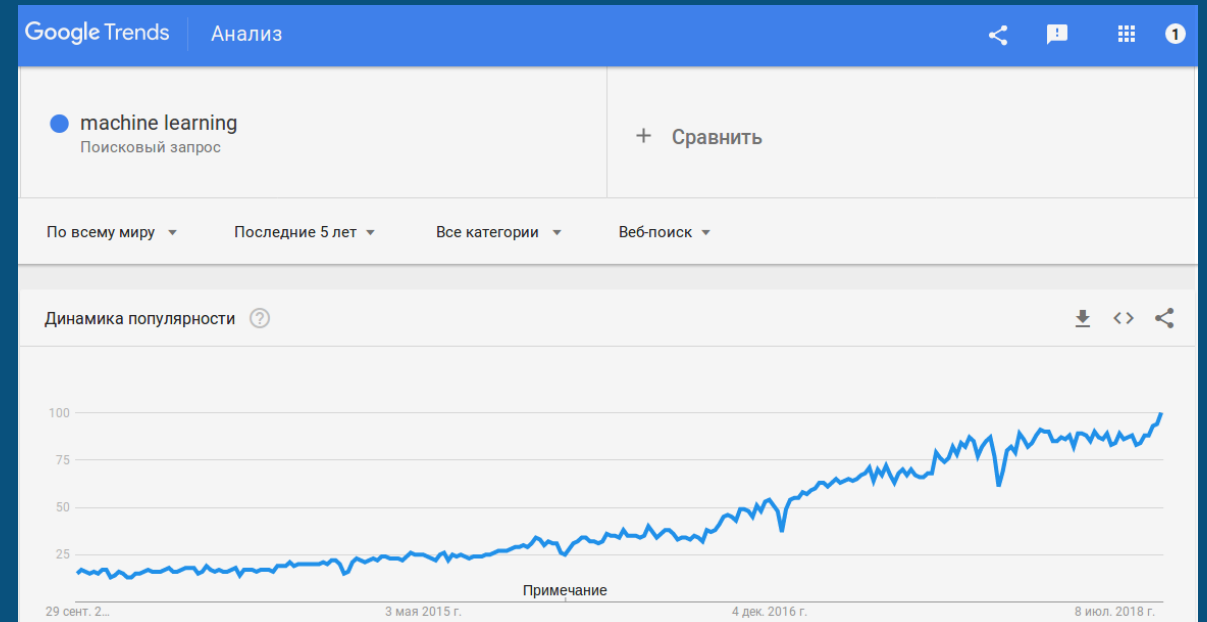 Google Trends Анализ 1
machine learning
Поисковый запрос
+ Сравнить
По всему миру Последние 5 лет Все категории Веб-поиск
Динамика популярности ?
100
75
50
25
Примечание
29 сент. 2... 3 мая 2015 г. 4 дек. 2016 г. 8 июл. 2018 г.